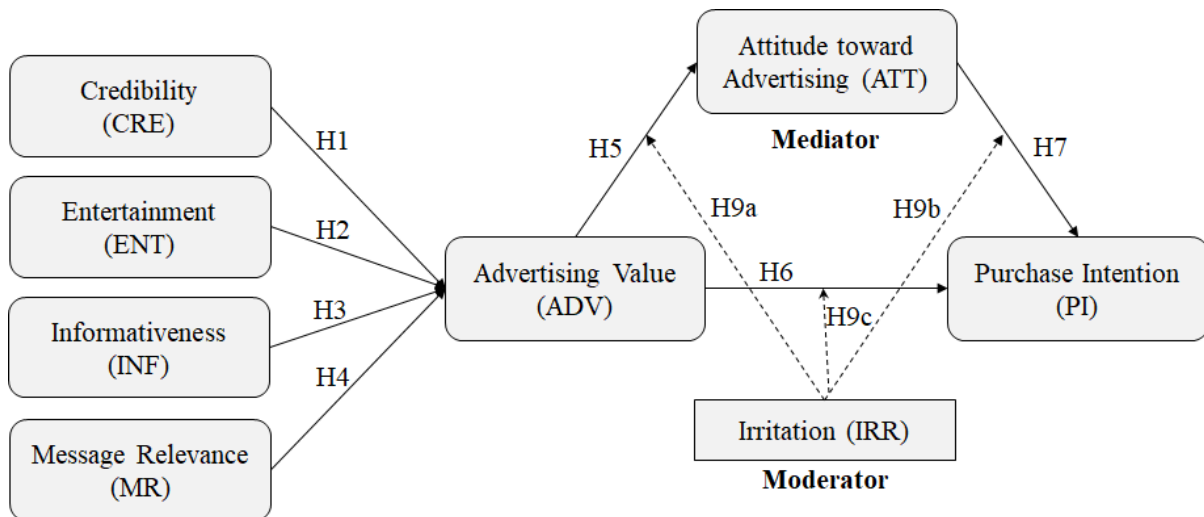 Credibility
(CRE)
Entertainment
(ENT)
Informativeness
(INF)
Message Relevance
(MR)
H1
H2
H3
H4
Advertising Value
(ADV)
H5
Attitude toward
Advertising (ATT)
Mediator
H7
H9a
H9b
H6
H9c
Purchase Intention
(PI)
Irritation (IRR)
Moderator